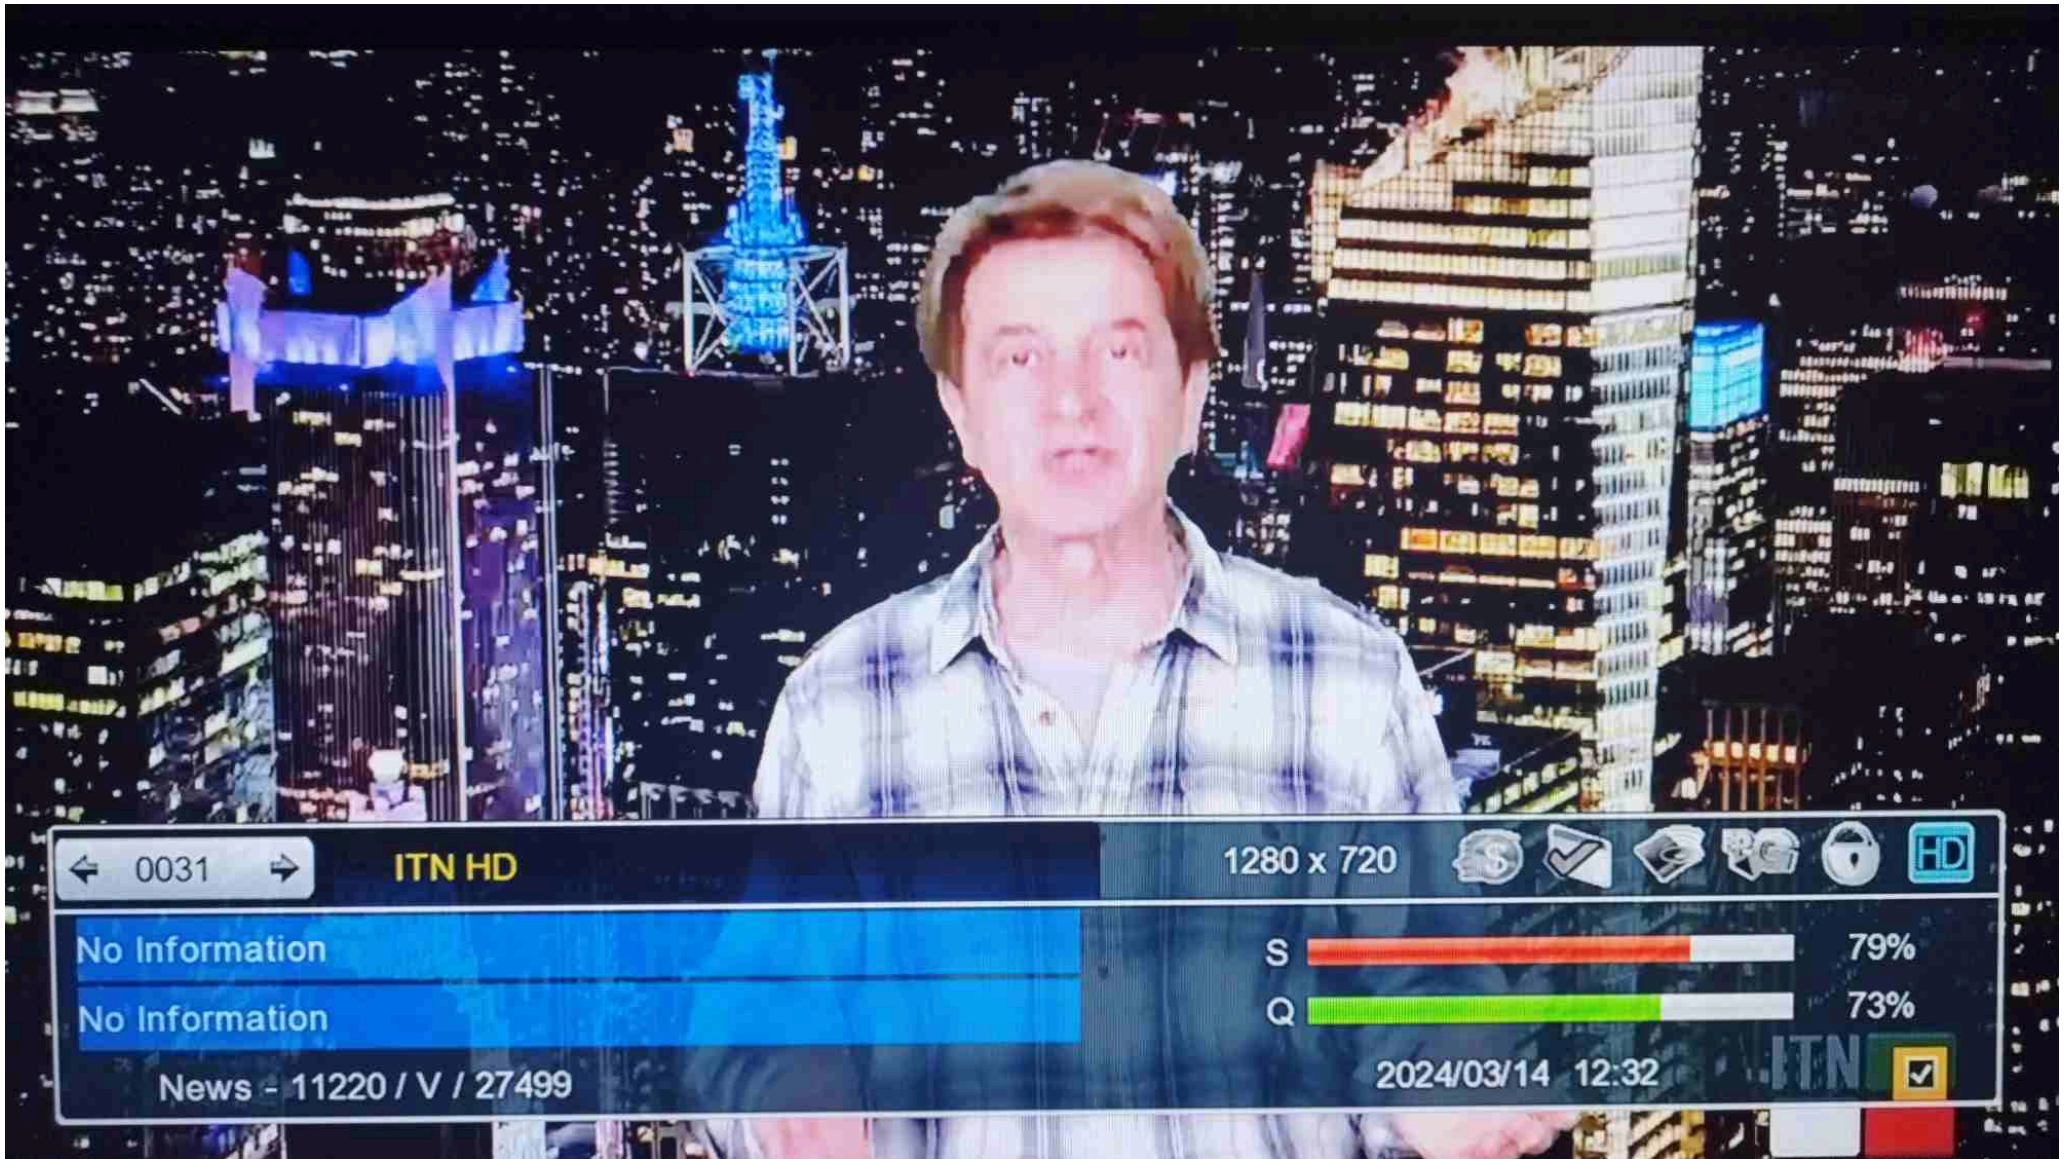 0031
ITN HD
1280 x 720
HD
No Information
S 79%
No Information
Q 73%
News - 11220 / V / 27499
2024/03/14 12:32
ITN